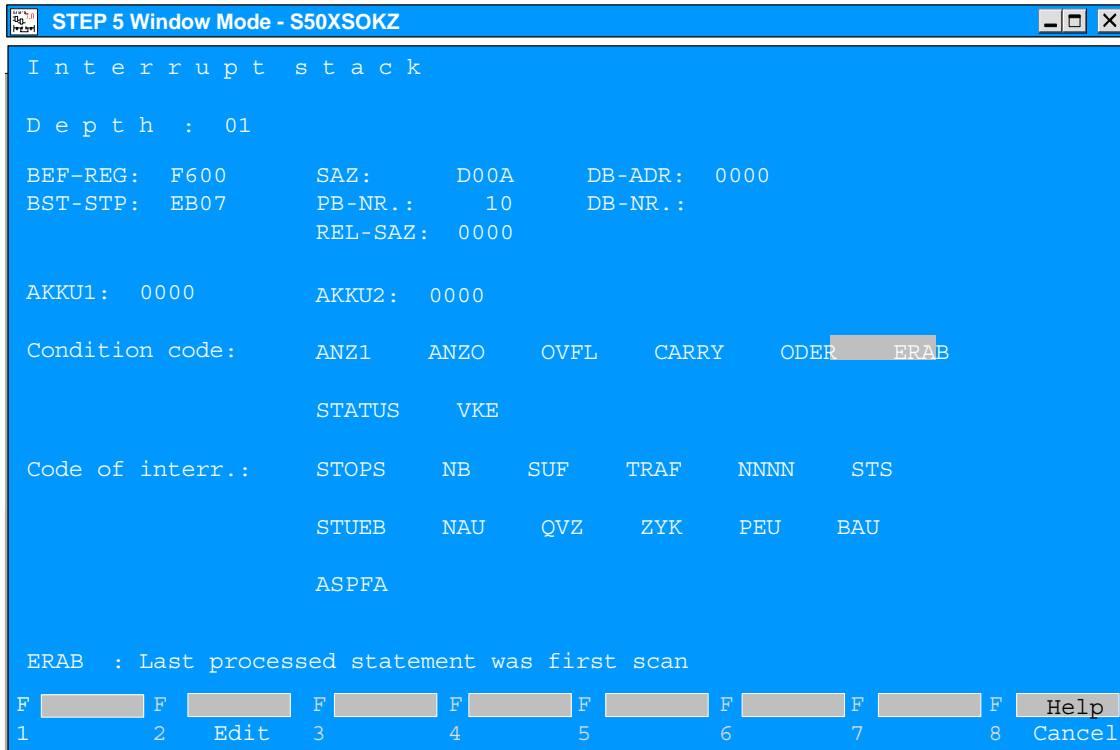 STEP 5 Window Mode - S50XSOKZ
I n t e r r u p t  s t a c k
D e p t h : 01
BEF-REG: F600 SAZ: D00A DB-ADR: 0000
BST-STP: EB07 PB-NR.: 10 DB-NR.:
REL-SAZ: 0000
AKKU1: 0000 AKKU2: 0000
Condition code: ANZ1 ANZO OVFL CARRY ODER ERAB
STATUS VKE
Code of interr.: STOPS NB SUF TRAF NNNN STS
STUEB NAU QVZ ZYK PEU BAU
ASPFA
ERAB : Last processed statement was first scan
F F F F F F F F Help
1 2 Edit 3 4 5 6 7 8 Cancel